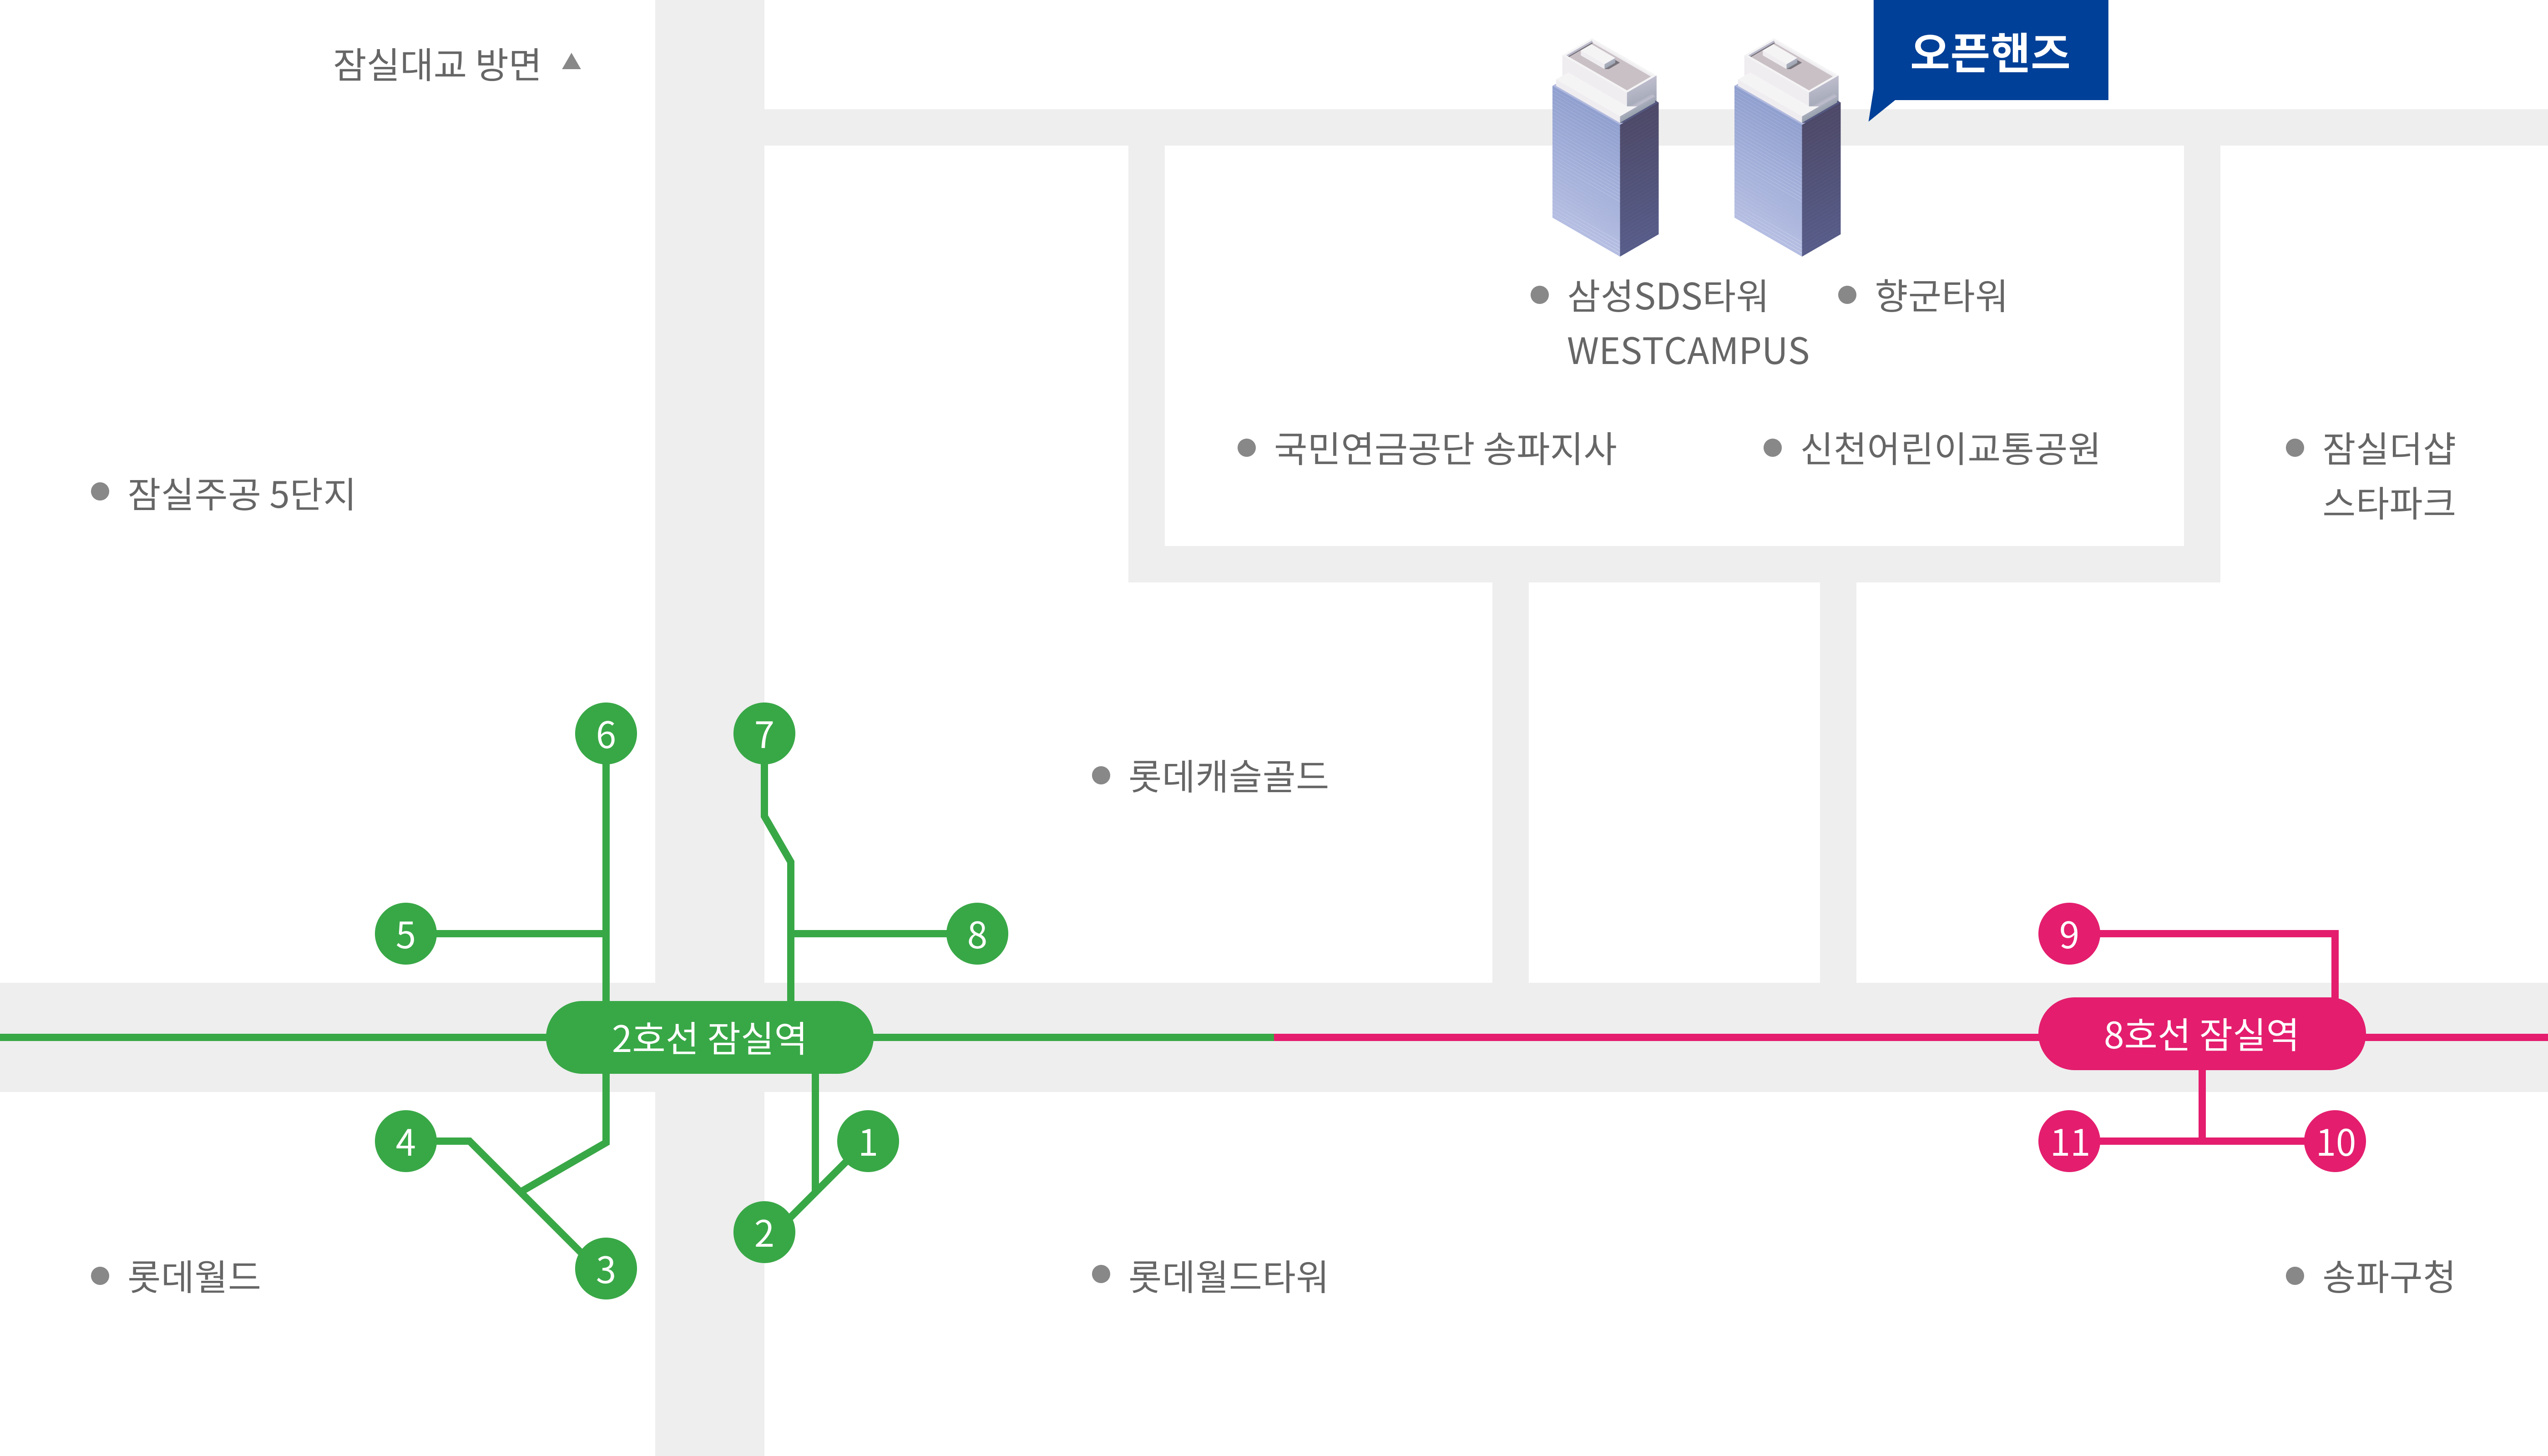 잠실대교 방면
오픈핸즈
삼성SDS타워
WESTCAMPUS
향군타워
국민연금공단 송파지사
신천어린이교통공원
잠실더샵
스타파크
잠실주공 5단지
6
7
롯데캐슬골드
5
8
9
2호선 잠실역
8호선 잠실역
4
1
11
10
2
3
롯데월드
롯데월드타워
송파구청